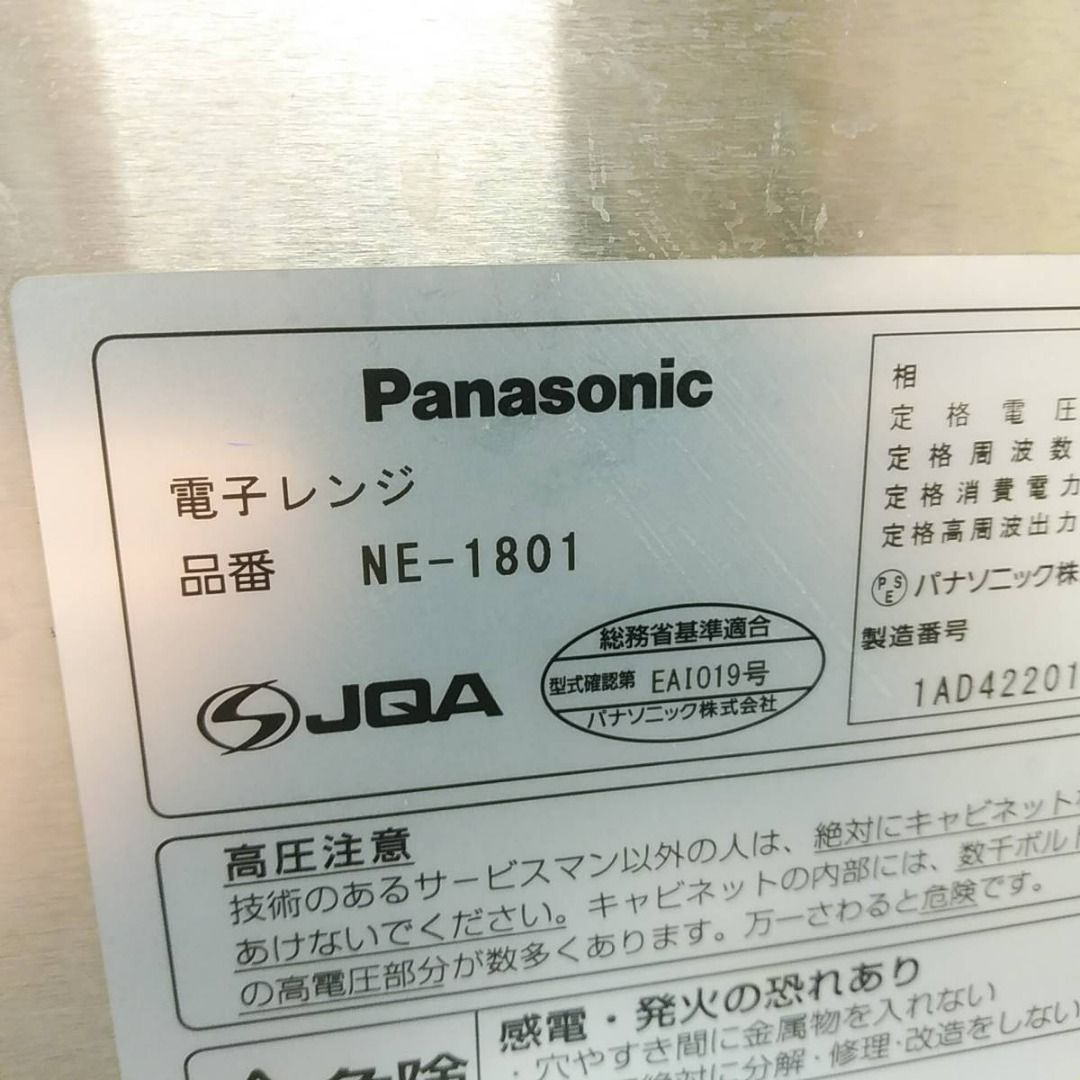 Panasonic
電子レンジ
品番 NE-1801
JQA
総務省基準適合
型式確認第 EAI019号
パナソニック株式会社
相
定格電圧
定格周波数
定格消費電力
定格高周波出力
PSE パナソニック株
製造番号
1AD42201
高圧注意
技術のあるサービスマン以外の人は、絶対にキャビネット
あけないでください。キャビネットの内部には、数千ボルト
の高電圧部分が数多くあります。万一さわると危険です。
危険
感電・発火の恐れあり
・穴やすき間に金属物を入れない
絶対に分解・修理・改造をしない